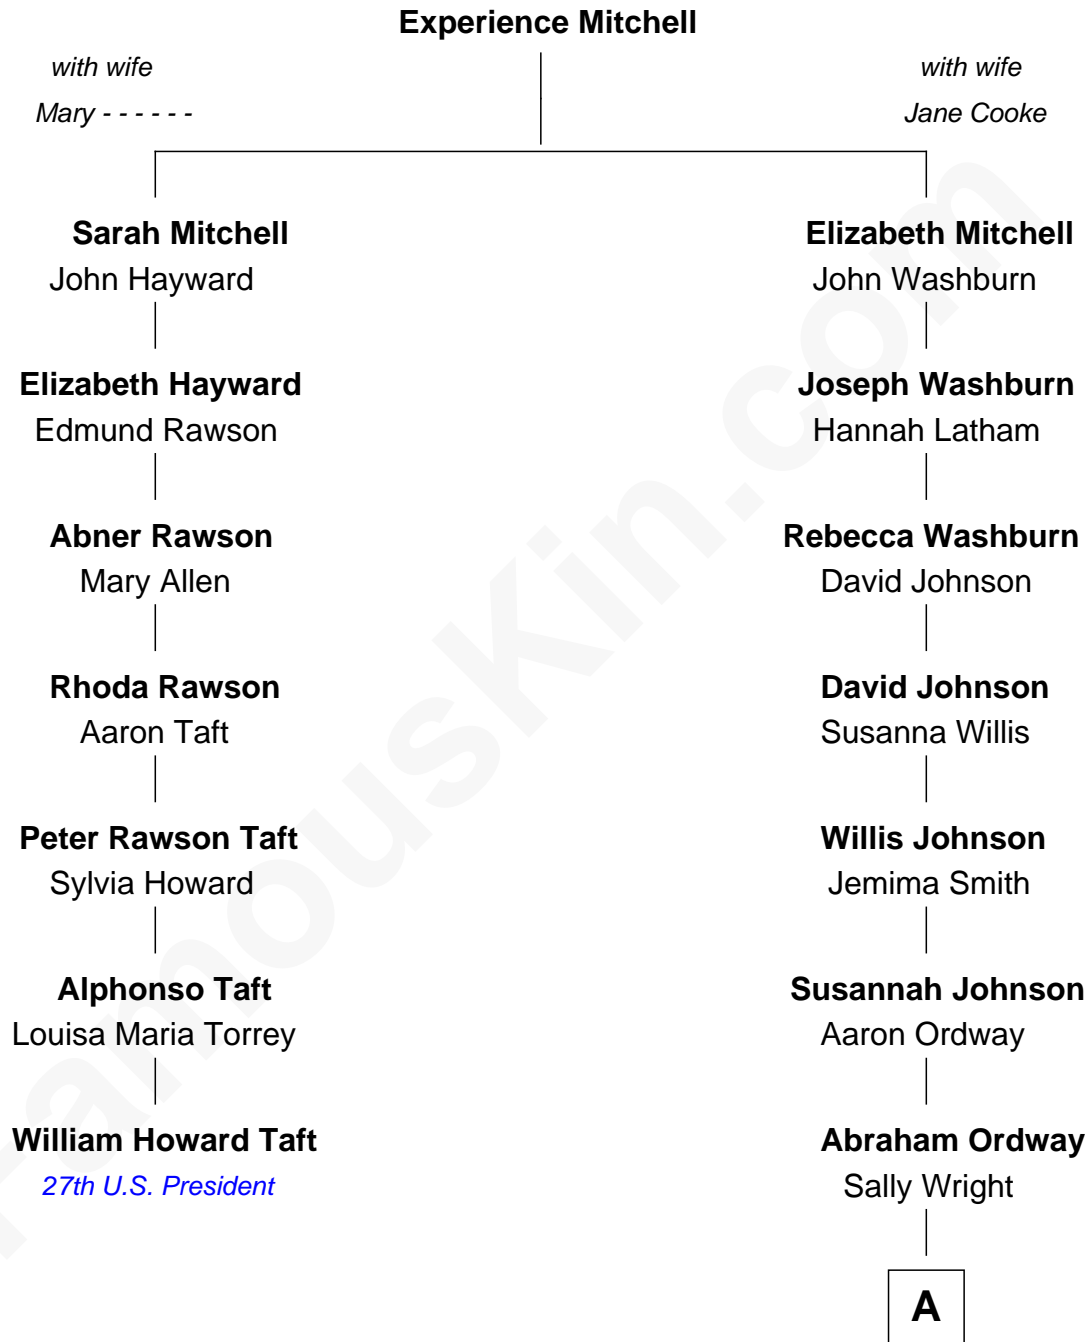 Experience Mitchell
with wife
Mary - - - - - -
with wife
Jane Cooke
Sarah Mitchell
John Hayward
Elizabeth Mitchell
John Washburn
Elizabeth Hayward
Edmund Rawson
Joseph Washburn
Hannah Latham
Abner Rawson
Mary Allen
Rebecca Washburn
David Johnson
Rhoda Rawson
Aaron Taft
David Johnson
Susanna Willis
Peter Rawson Taft
Sylvia Howard
Willis Johnson
Jemima Smith
Alphonso Taft
Louisa Maria Torrey
Susannah Johnson
Aaron Ordway
William Howard Taft
27th U.S. President
Abraham Ordway
Sally Wright
A
FamousKin.com